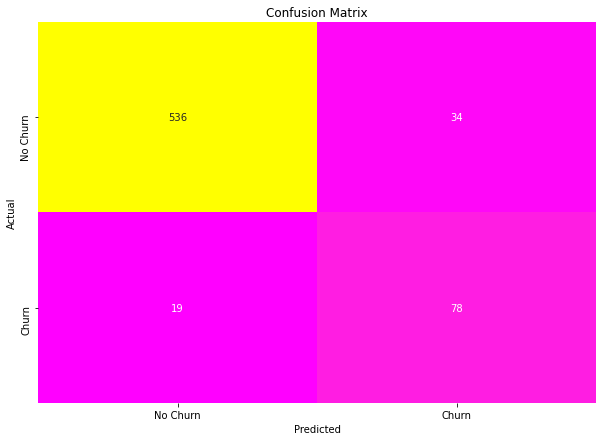 Confusion Matrix
Actual
No Churn
536
34
Churn
19
78
No Churn
Churn
Predicted